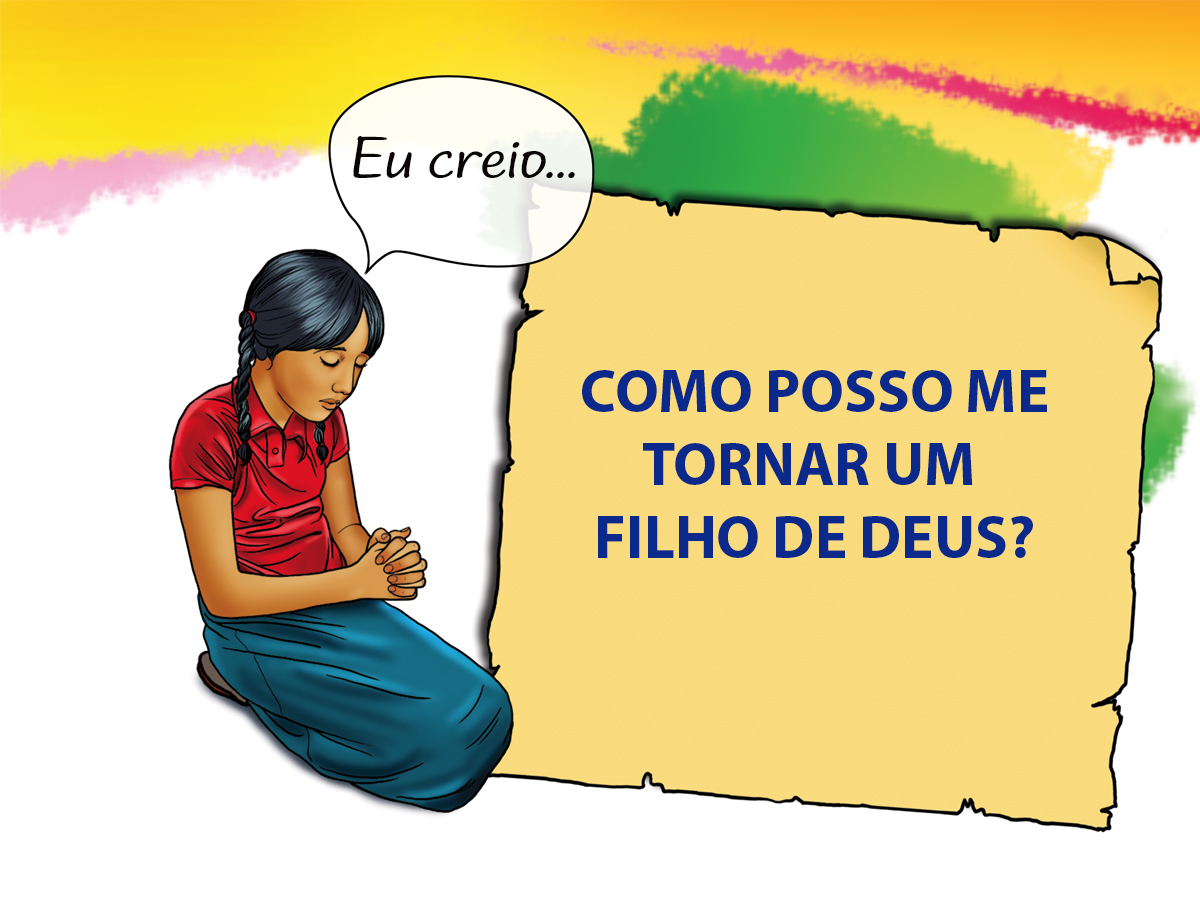 Eu creio...
COMO POSSO ME
TORNAR UM
FILHO DE DEUS?